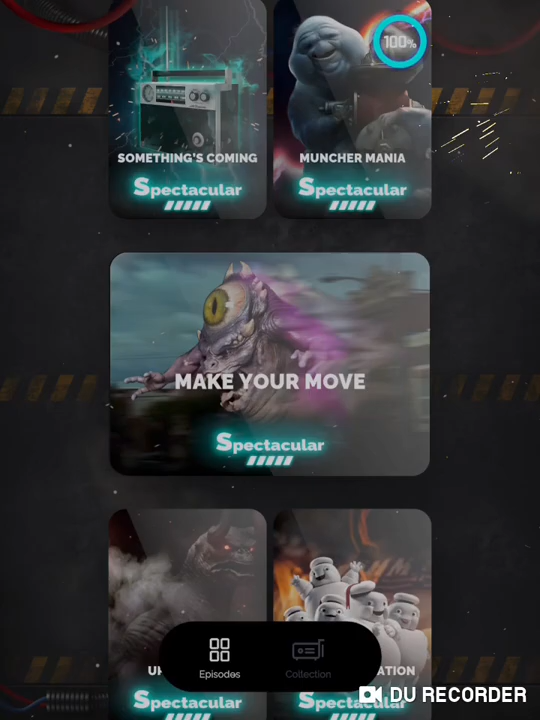 100%
SOMETHING'S COMING
MUNCHER MANIA
Spectacular
Spectacular
MAKE YOUR MOVE
Spectacular
Episodes
Collection
Spectacular
Spectacular
DU RECORDER